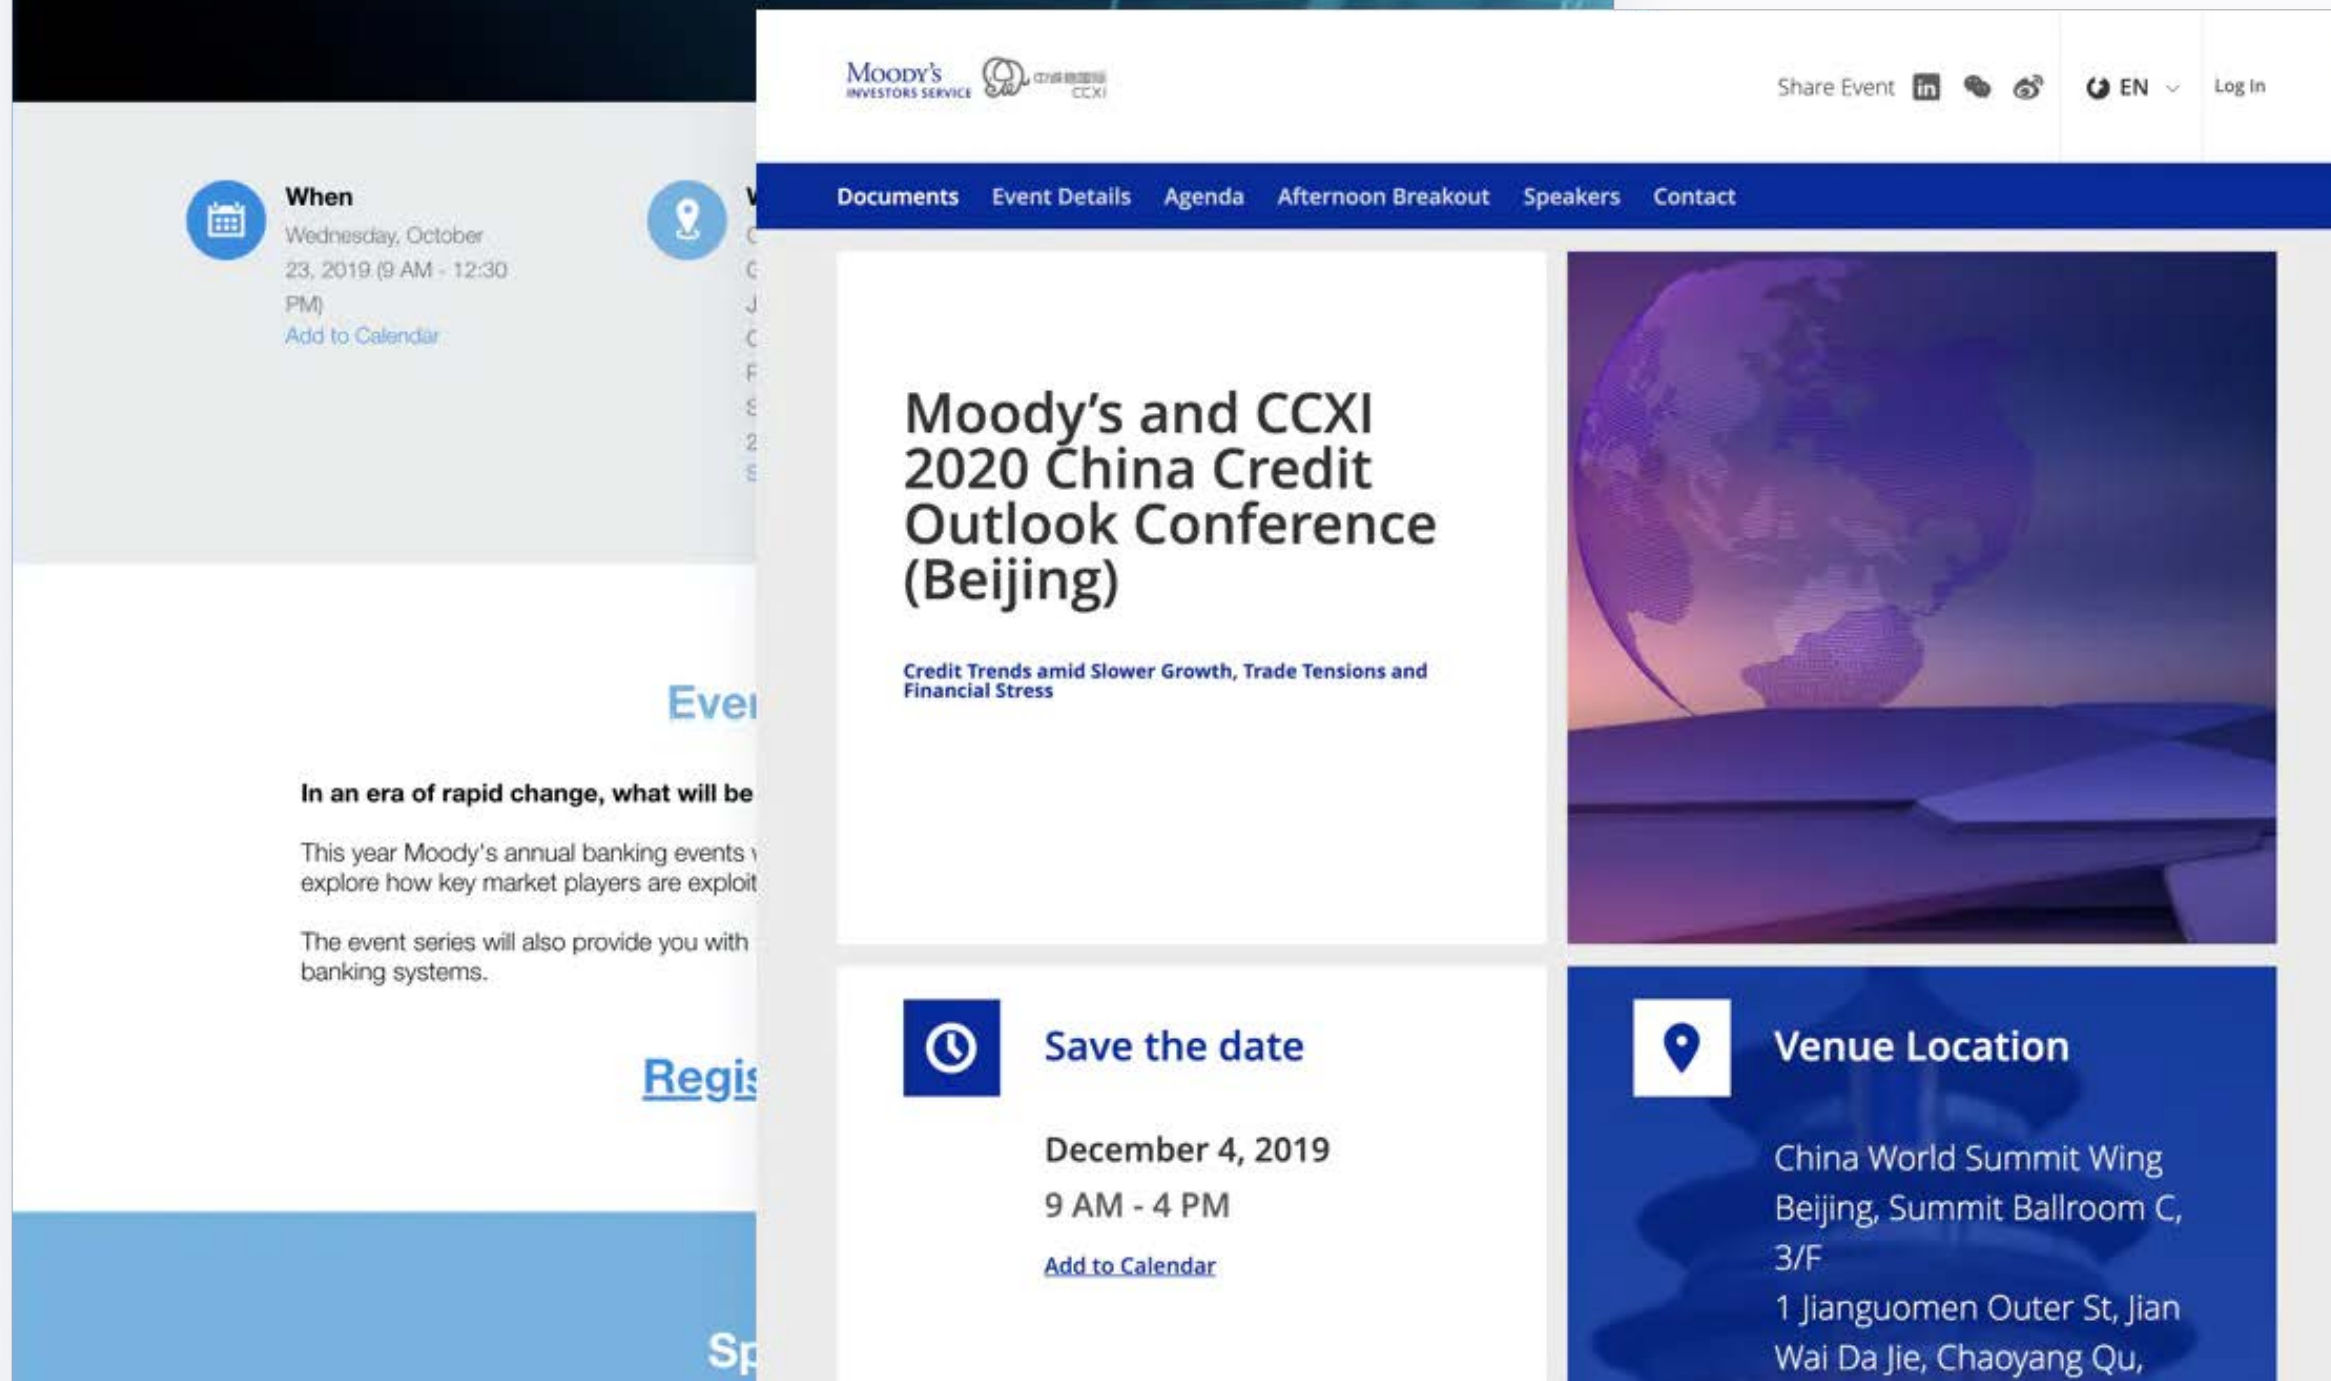 When
Wednesday, October
23, 2019 (9 AM - 12:30
PM)
Add to Calendar
In an era of rapid change, what will be
This year Moody's annual banking events
explore how key market players are exploit
The event series will also provide you with
banking systems.
Regis
MOODY'S
INVESTORS SERVICE
中诚信国际
CCXI
Share Event
EN
Log In
Documents Event Details Agenda Afternoon Breakout Speakers Contact
Moody's and CCXI
2020 China Credit
Outlook Conference
(Beijing)
Credit Trends amid Slower Growth, Trade Tensions and
Financial Stress
Save the date
December 4, 2019
9 AM - 4 PM
Add to Calendar
Venue Location
China World Summit Wing
Beijing, Summit Ballroom C,
3/F
1 Jianguomen Outer St, Jian
Wai Da Jie, Chaoyang Qu,